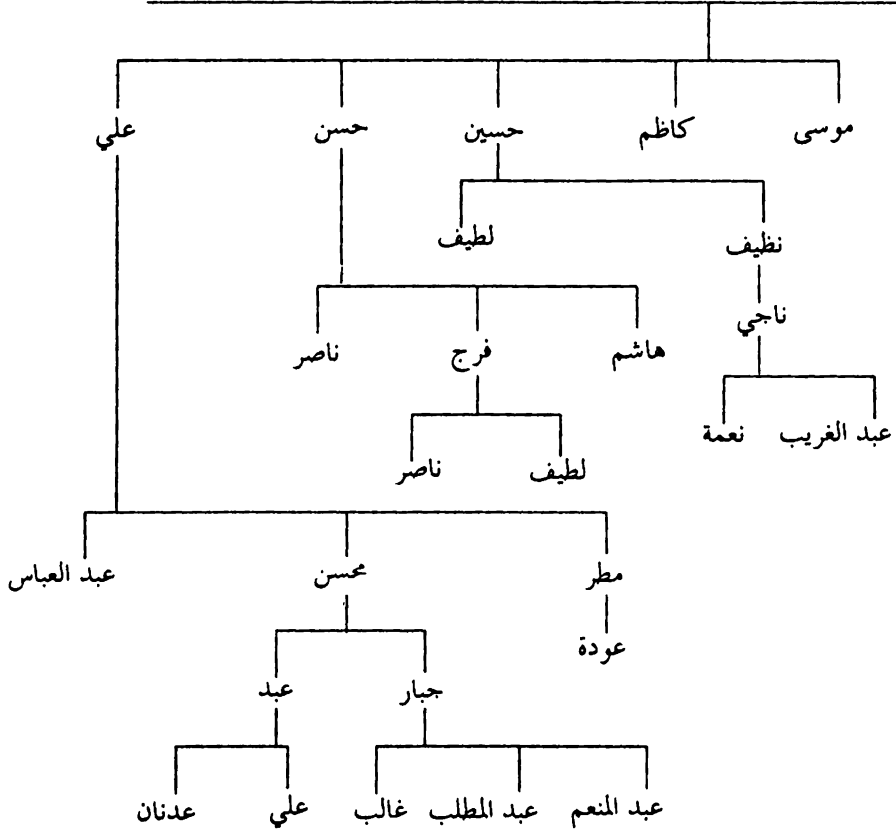 موسى كاظم حسين حسن علي
نظيف لطيف
ناجي
هاشم فرج ناصر
عبد الغريب نعمة
لطيف ناصر
مطر محسن عبد العباس
عودة
جبار عبد
عبد المنعم عبد المطلب غالب علي عدنان